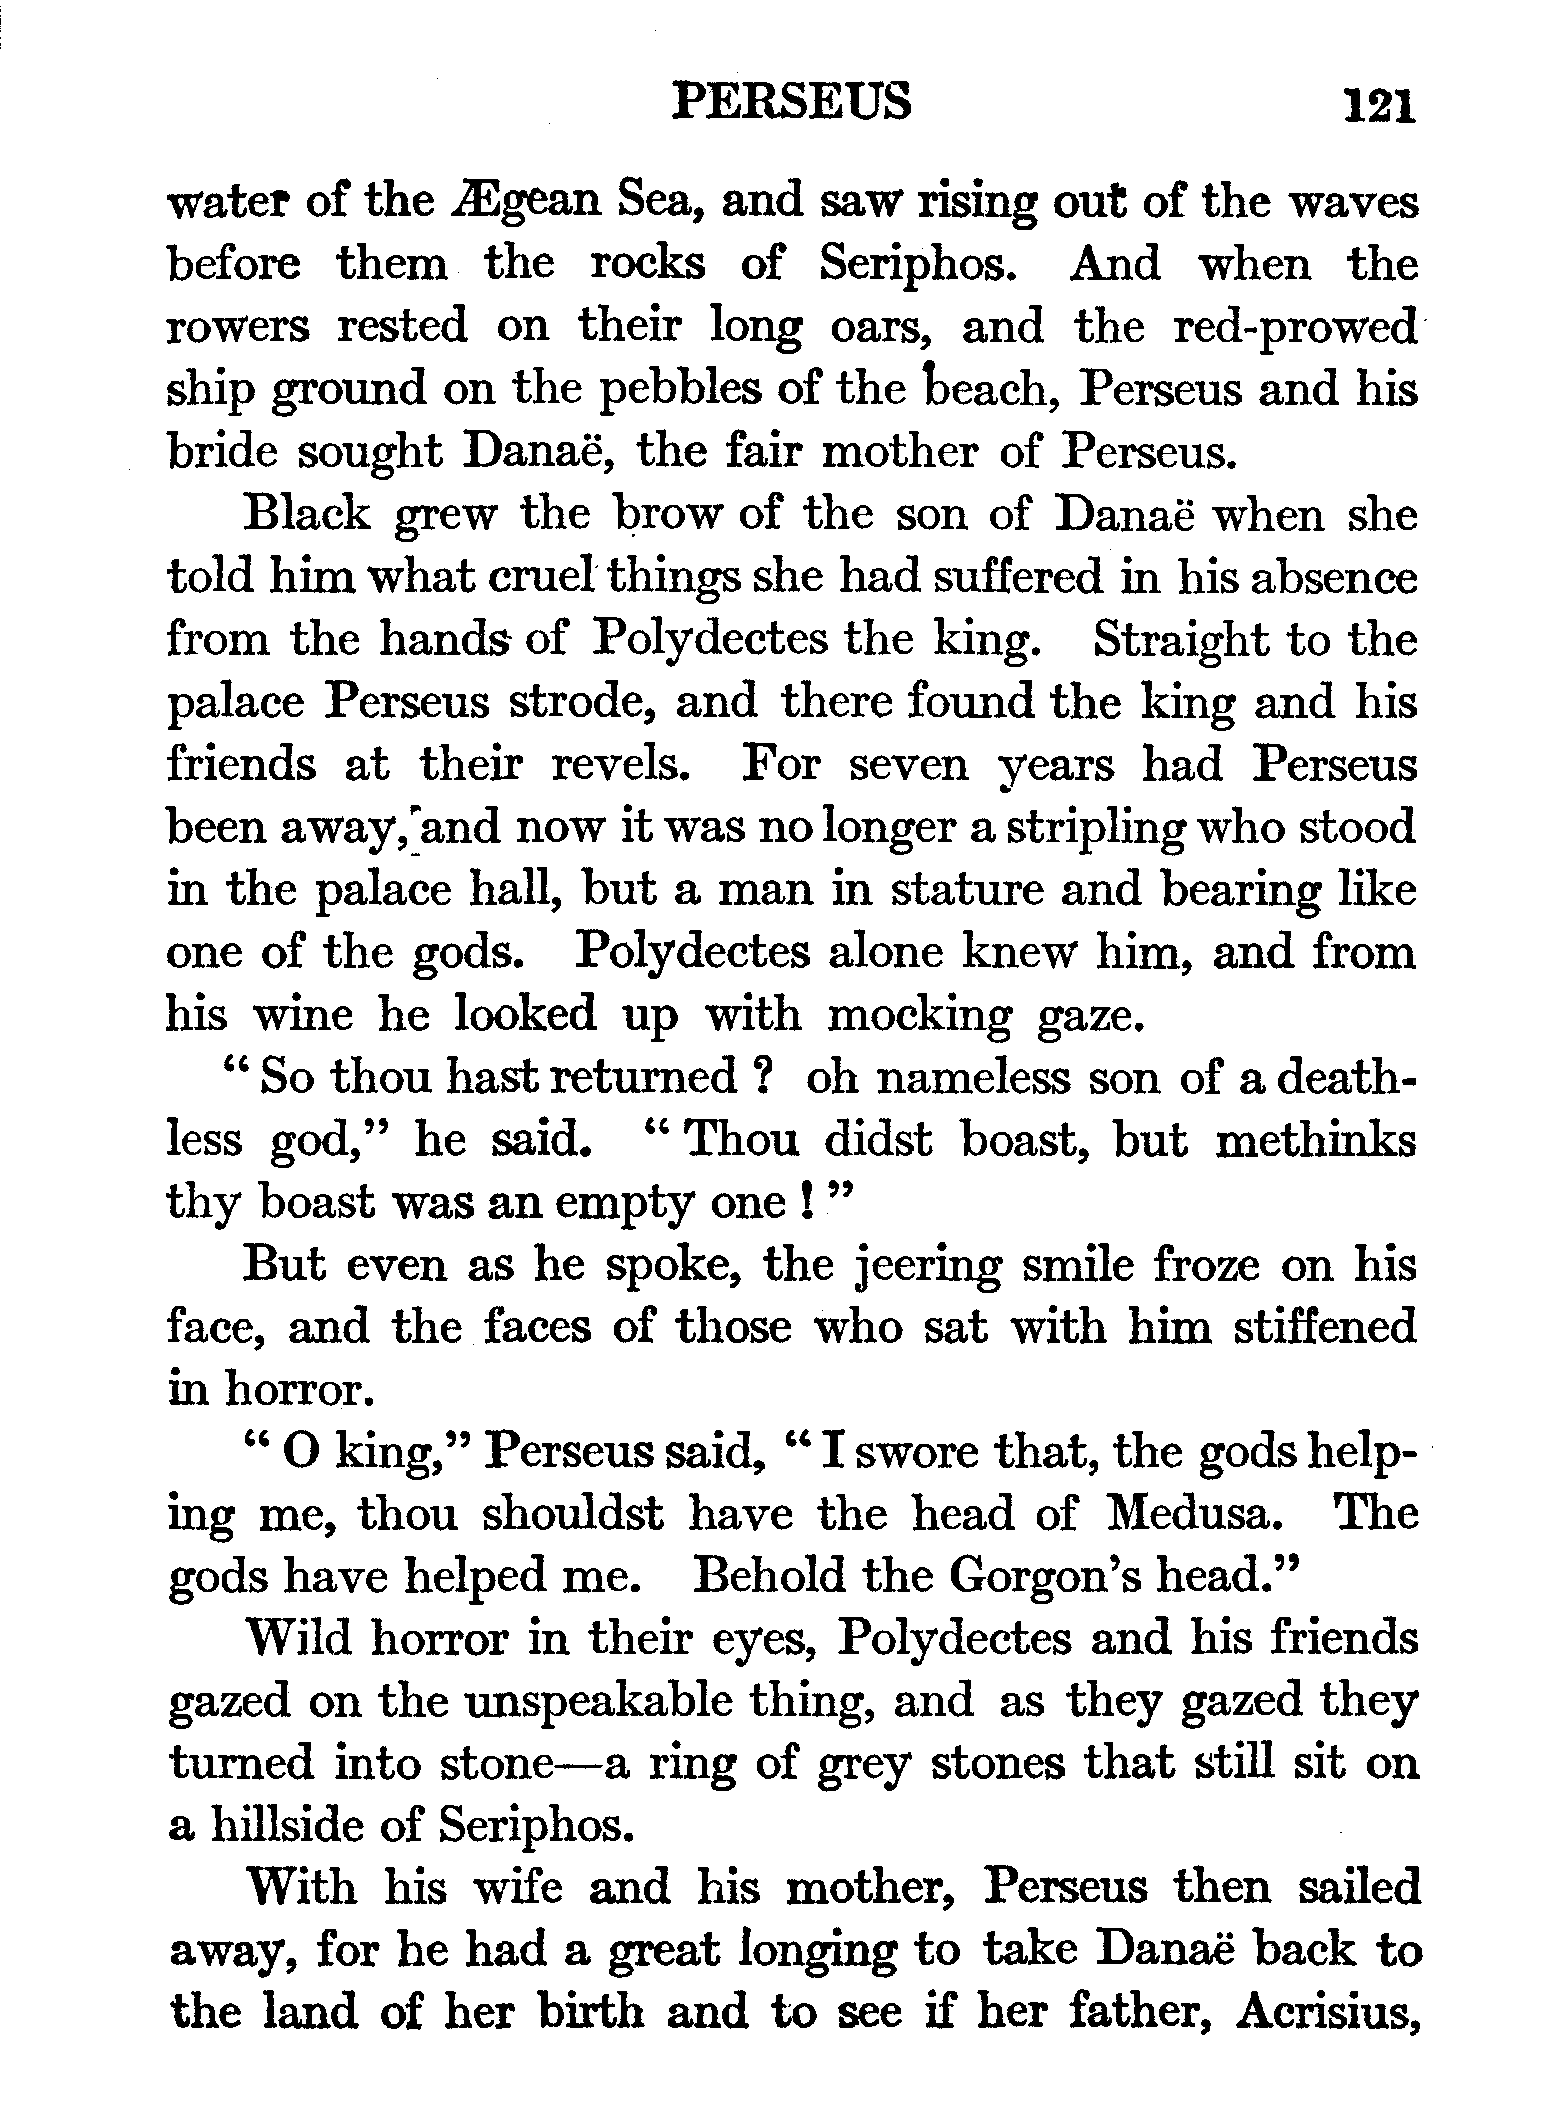 PERSEUS 121
water of the Ægean Sea, and saw rising out of the waves
before them the rocks of Seriphos. And when the
rowers rested on their long oars, and the red-prowed
ship ground on the pebbles of the beach, Perseus and his
bride sought Danaë, the fair mother of Perseus.
Black grew the brow of the son of Danaë when she
told him what cruel things she had suffered in his absence
from the hands of Polydectes the king. Straight to the
palace Perseus strode, and there found the king and his
friends at their revels. For seven years had Perseus
been away, and now it was no longer a stripling who stood
in the palace hall, but a man in stature and bearing like
one of the gods. Polydectes alone knew him, and from
his wine he looked up with mocking gaze.
“ So thou hast returned ? oh nameless son of a death-
less god,” he said. “ Thou didst boast, but methinks
thy boast was an empty one ! ”
But even as he spoke, the jeering smile froze on his
face, and the faces of those who sat with him stiffened
in horror.
“ O king,” Perseus said, “ I swore that, the gods help-
ing me, thou shouldst have the head of Medusa. The
gods have helped me. Behold the Gorgon’s head.”
Wild horror in their eyes, Polydectes and his friends
gazed on the unspeakable thing, and as they gazed they
turned into stone—a ring of grey stones that still sit on
a hillside of Seriphos.
With his wife and his mother, Perseus then sailed
away, for he had a great longing to take Danaë back to
the land of her birth and to see if her father, Acrisius,